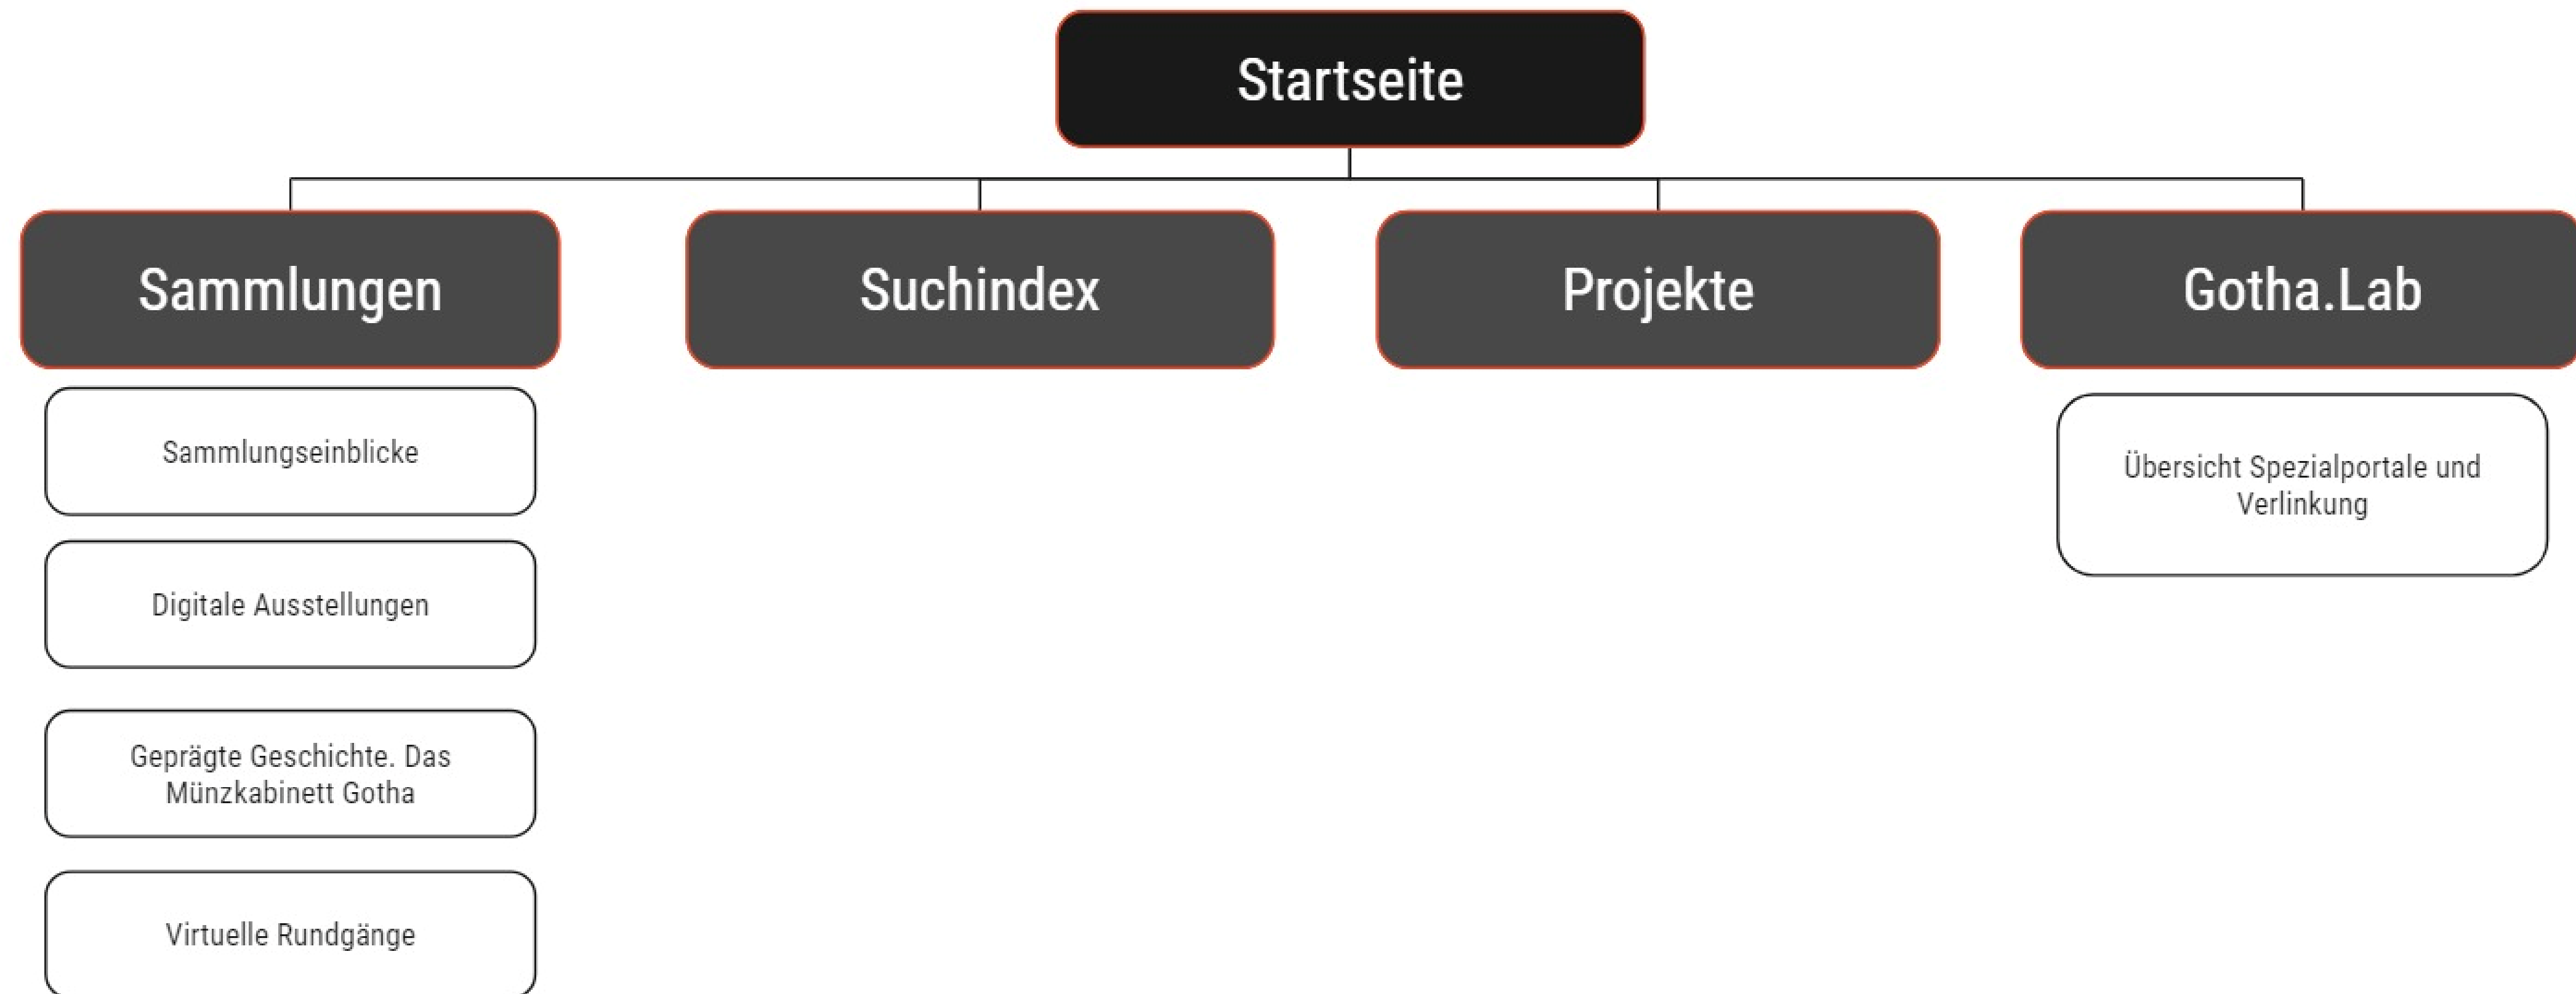 Startseite
Sammlungen
Suchindex
Projekte
Gotha.Lab
Sammlungseinblicke
Digitale Ausstellungen
Geprägte Geschichte. Das
Münzkabinett Gotha
Virtuelle Rundgänge
Übersicht Spezialportale und
Verlinkung